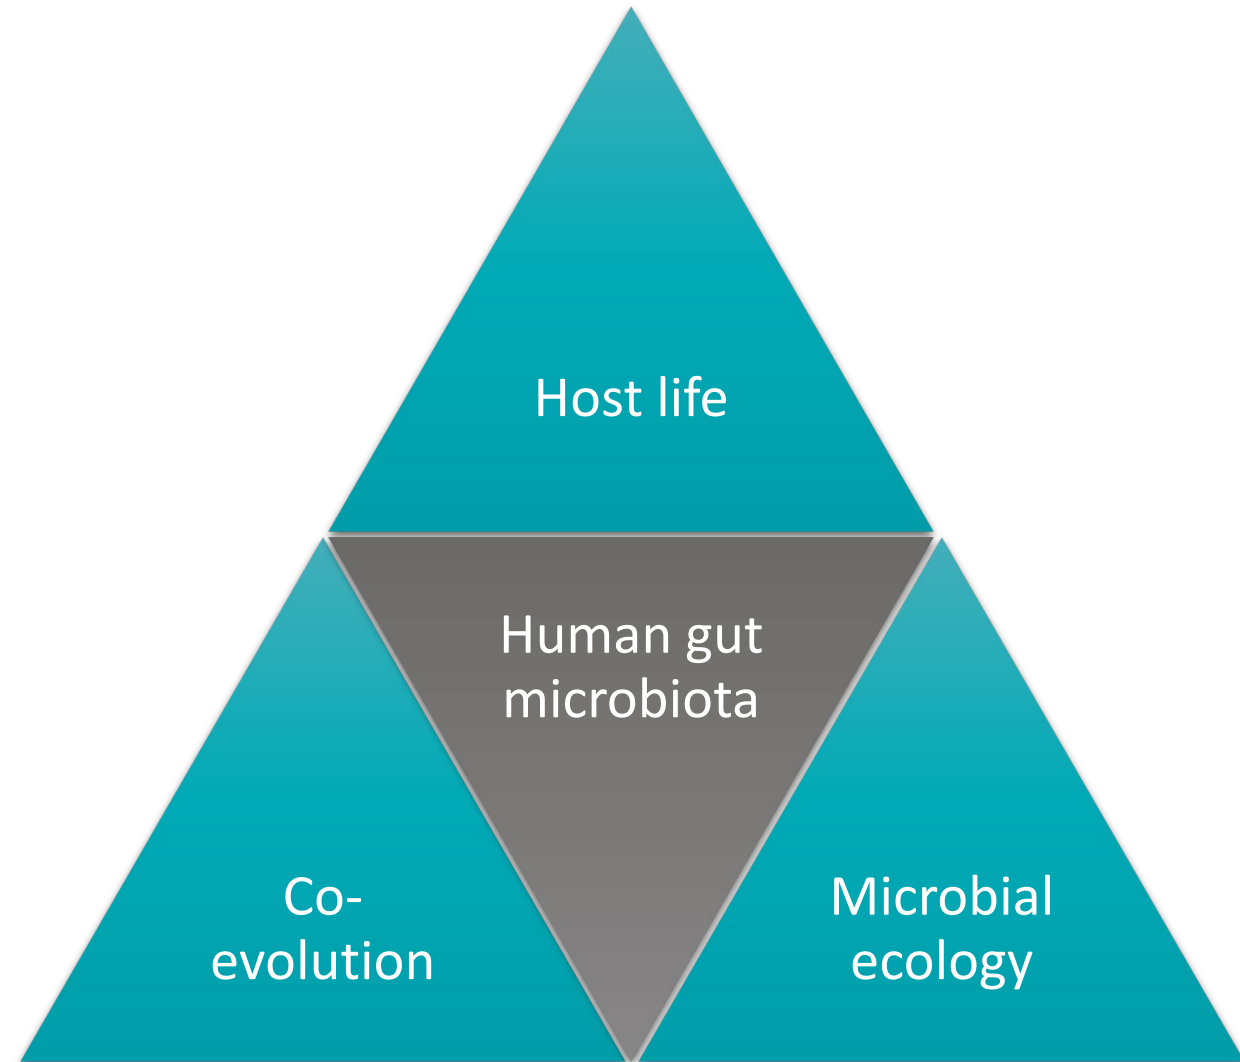 Host life
Human gut
microbiota
Co-
evolution
Microbial
ecology